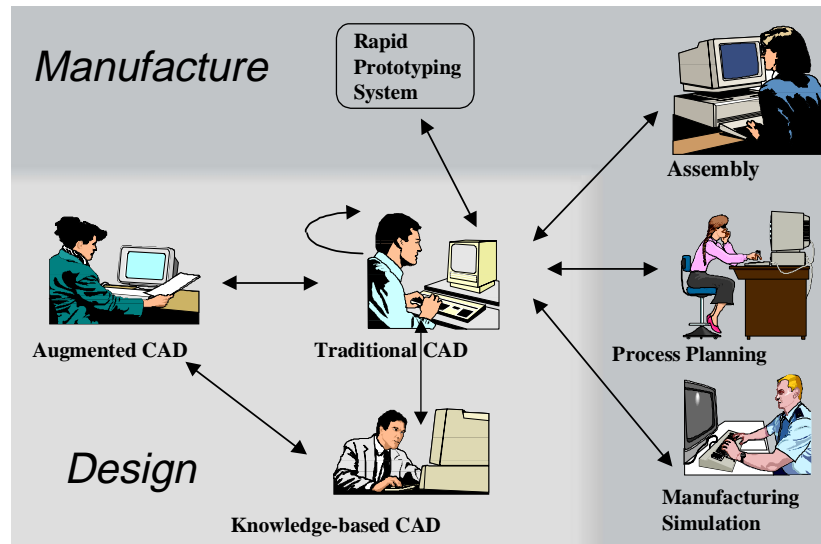 Manufacture
Rapid
Prototyping
System
Assembly
Augmented CAD
Traditional CAD
Process Planning
Design
Knowledge-based CAD
Manufacturing
Simulation